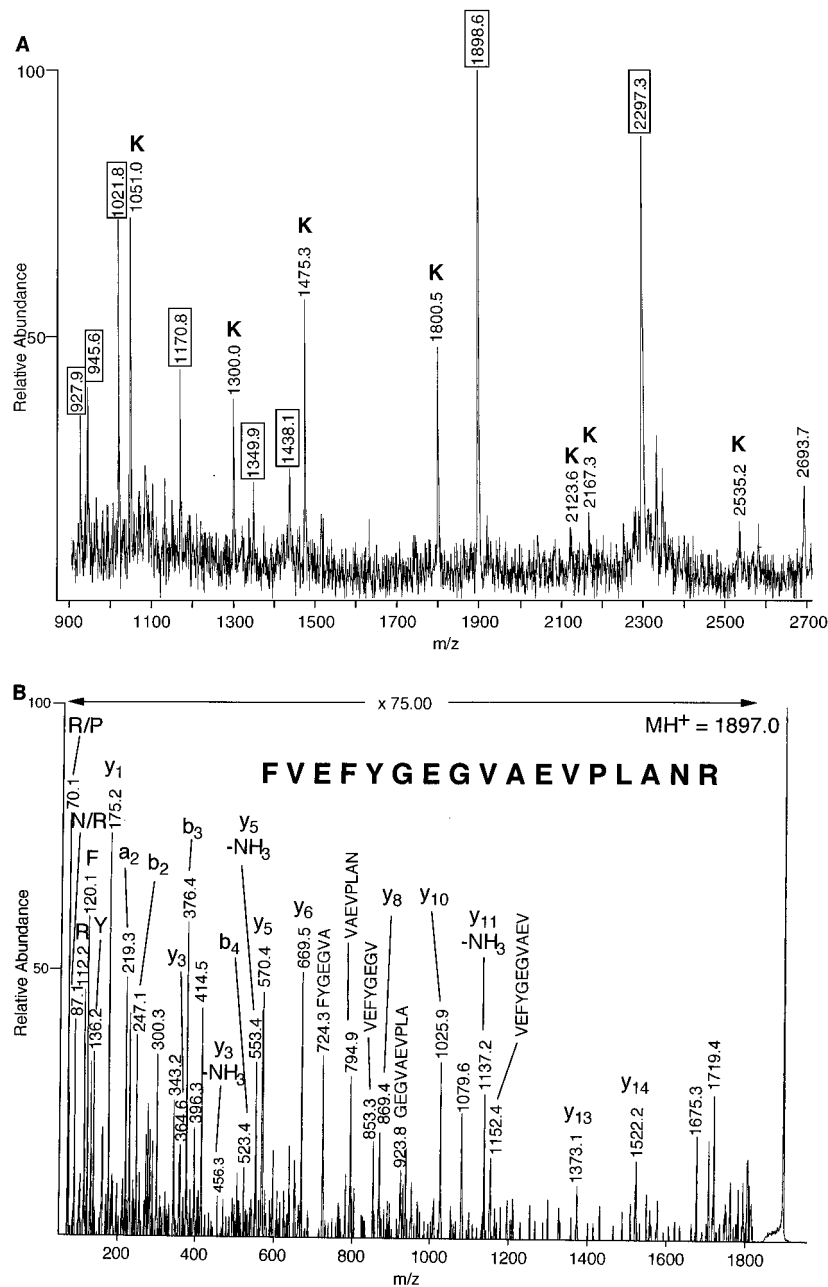 A
100
50
Relative Abundance
927.9
945.6
1021.8
K
1051.0
1170.8
K
1300.0
1349.9
1438.1
K
1475.3
K
1800.5
1898.6
K
2123.6
K
2167.3
2297.3
K
2535.2
2693.7
900 1100 1300 1500 1700 1900 2100 2300 2500 2700
m/z
B
100
50
Relative Abundance
x 75.00
MH+ = 1897.0
FVEFYGEGVAEVPLANR
R/P
70.1
N/R
87.1
R
112.2
F
120.1
Y
136.2
y1
175.2
a2
219.3
b2
247.1
300.3
y3
343.2
364.6
b3
376.4
396.3
414.5
y3
-NH3
456.3
b4
523.4
y5
-NH3
553.4
y5
570.4
y6
669.5
724.3 FYGEGVA
VAEVPLAN
794.9
VEFYGEGV
853.3
y8
869.4
923.8 GEGVAEVPLA
y10
1025.9
1079.6
y11
-NH3
1137.2
VEFYGEGVAEV
1152.4
y13
1373.1
y14
1522.2
1675.3
1719.4
200 400 600 800 1000 1200 1400 1600 1800
m/z